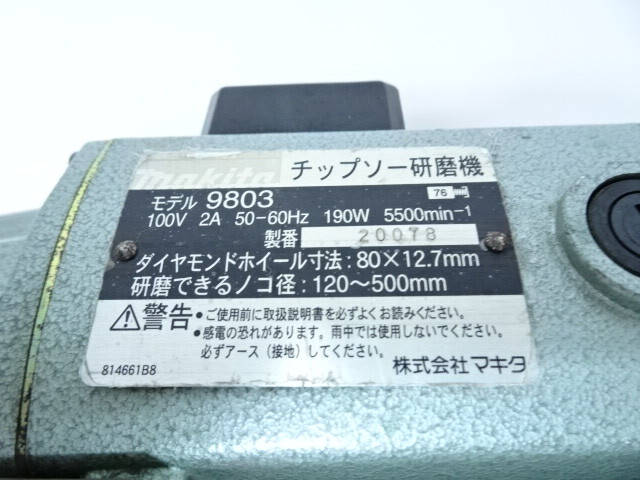 makita チップソー研磨機
モデル 9803 76
100V 2A 50-60Hz 190W 5500min-1
製番 20078
ダイヤモンドホイール寸法:80×12.7mm
研磨できるノコ径:120～500mm
警告 ●ご使用前に取扱説明書を必ずよくお読みください。
●感電の恐れがあります。雨中では使用しないでください。
必ずアース(接地)してください。
814661B8 株式会社マキタ